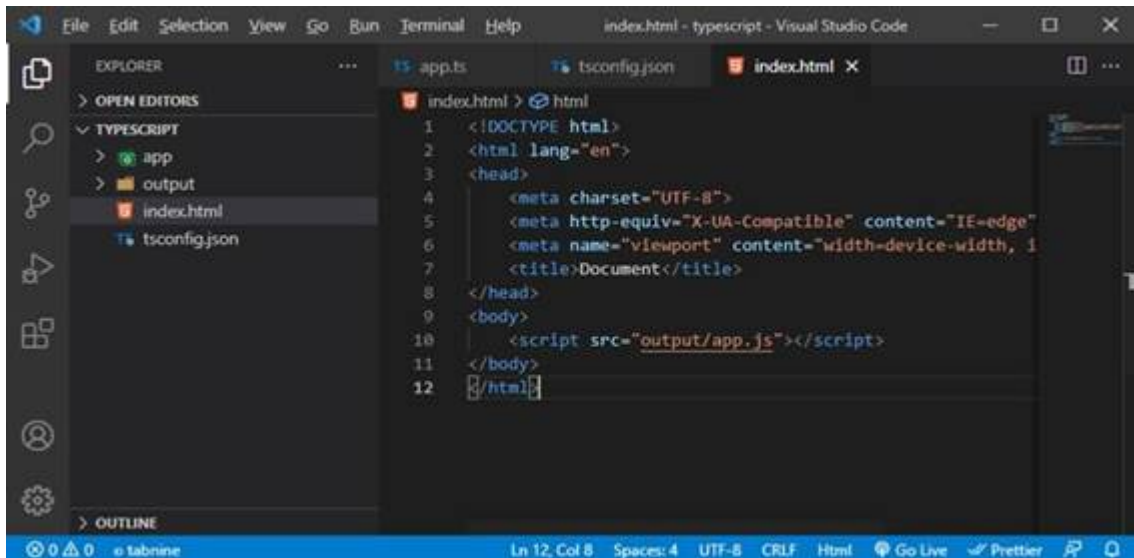 File Edit Selection View Go Run Terminal Help index.html - typescript - Visual Studio Code
EXPLORER
OPEN EDITORS
TYPESCRIPT
app
output
index.html
TS tsconfig.json
OUTLINE
TS app.ts TS tsconfig.json index.html
index.html > html
1 <!DOCTYPE html>
2 <html lang="en">
3 <head>
4 <meta charset="UTF-8">
5 <meta http-equiv="X-UA-Compatible" content="IE=edge"
6 <meta name="viewport" content="width=device-width, i
7 <title>Document</title>
8 </head>
9 <body>
10 <script src="output/app.js"></script>
11 </body>
12 </html>
0 0 tabnine Ln 12, Col 8 Spaces: 4 UTF-8 CRLF Html Go Live Prettier